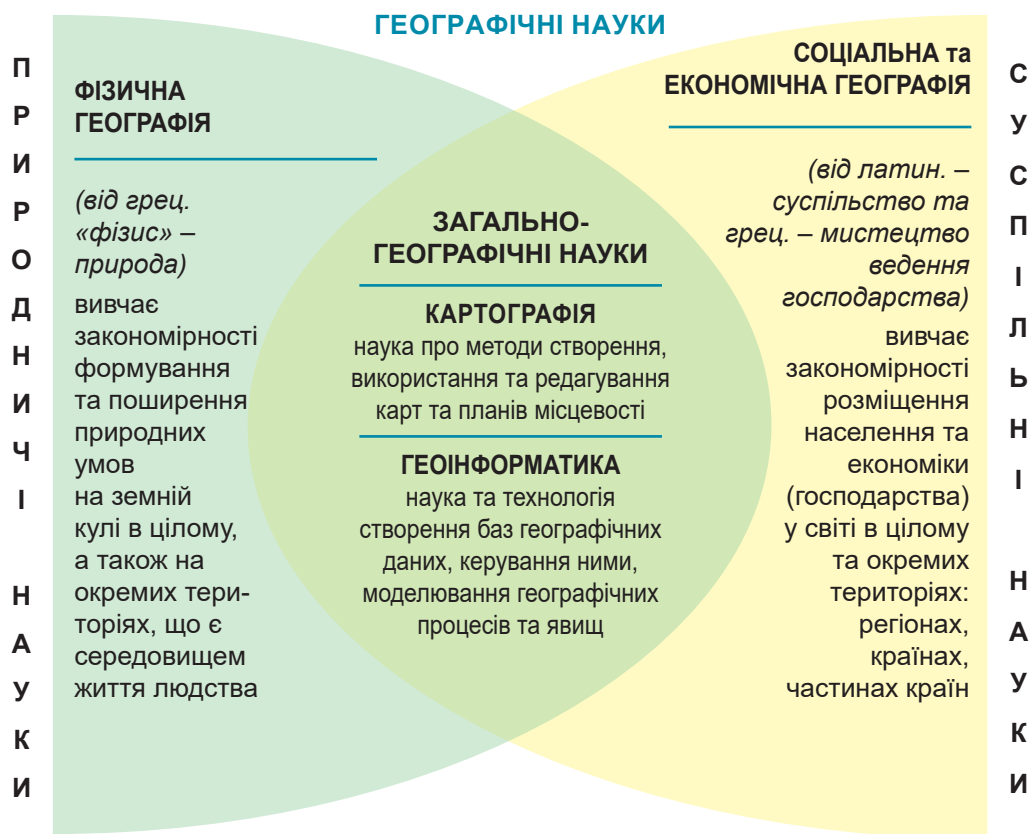 ГЕОГРАФІЧНІ НАУКИ
ПРИРОДНИЧІ НАУКИ
ФІЗИЧНА
ГЕОГРАФІЯ
(від грец.
«фізис» –
природа)
вивчає
закономірності
формування
та поширення
природних
умов
на земній
кулі в цілому,
а також на
окремих тери-
торіях, що є
середовищем
життя людства
ЗАГАЛЬНО-
ГЕОГРАФІЧНІ НАУКИ
КАРТОГРАФІЯ
наука про методи створення,
використання та редагування
карт та планів місцевості
ГЕОІНФОРМАТИКА
наука та технологія
створення баз географічних
даних, керування ними,
моделювання географічних
процесів та явищ
СОЦІАЛЬНА та
ЕКОНОМІЧНА ГЕОГРАФІЯ
(від латин. –
суспільство та
грец. – мистецтво
ведення
господарства)
вивчає
закономірності
розміщення
населення та
економіки
(господарства)
у світі в цілому
та окремих
територіях:
регіонах,
країнах,
частинах країн
СУСПІЛЬНІ НАУКИ